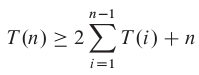 T(n) ≥ 2 ∑_{i=1}^{n−1} T(i) + n